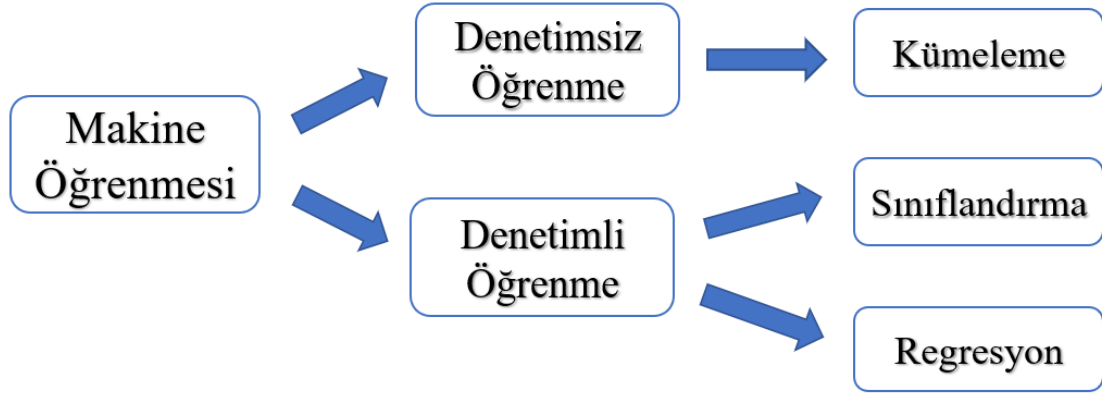 Makine
Öğrenmesi
Denetimsiz
Öğrenme
Kümeleme
Denetimli
Öğrenme
Sınıflandırma
Regresyon